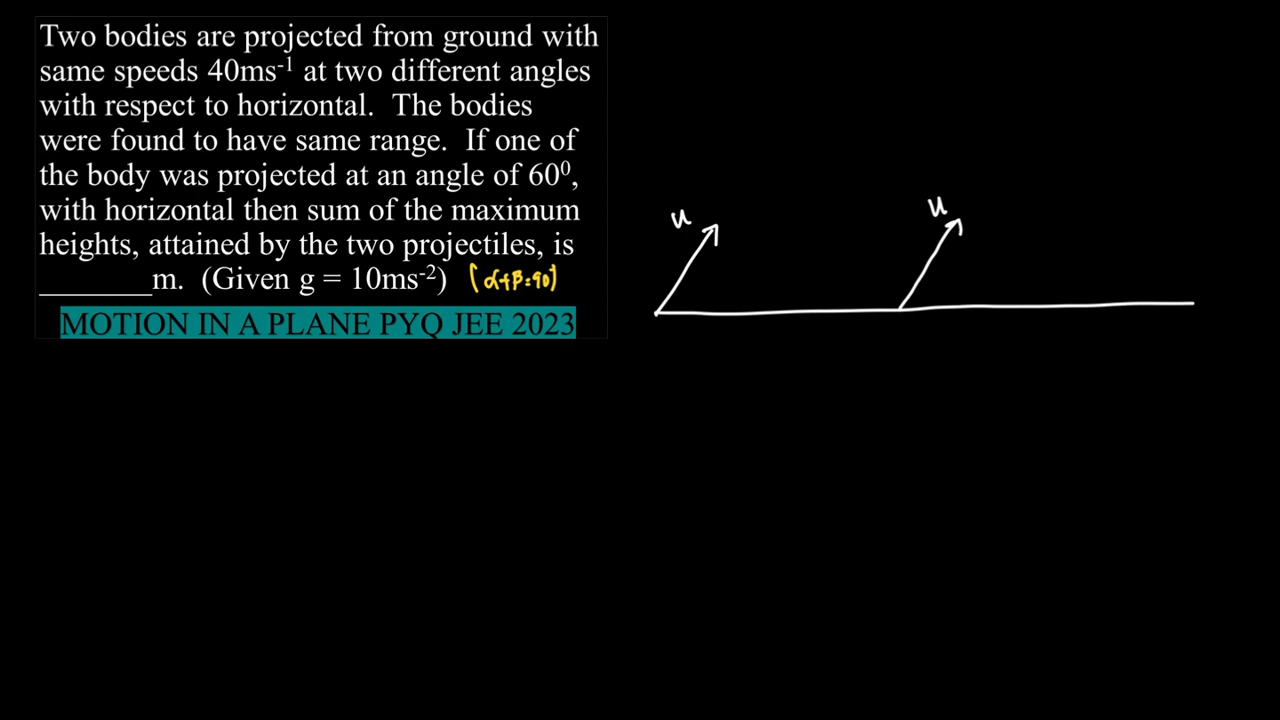 Two bodies are projected from ground with
same speeds 40ms⁻¹ at two different angles
with respect to horizontal. The bodies
were found to have same range. If one of
the body was projected at an angle of 60⁰,
with horizontal then sum of the maximum
heights, attained by the two projectiles, is
________m. (Given g = 10ms⁻²) (α+β=90)
MOTION IN A PLANE PYQ JEE 2023
u u